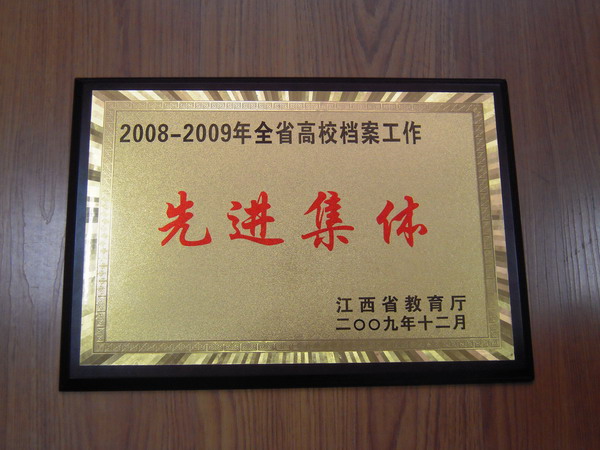 2008-2009年全省高校档案工作
先进集体
江西省教育厅
二〇〇九年十二月